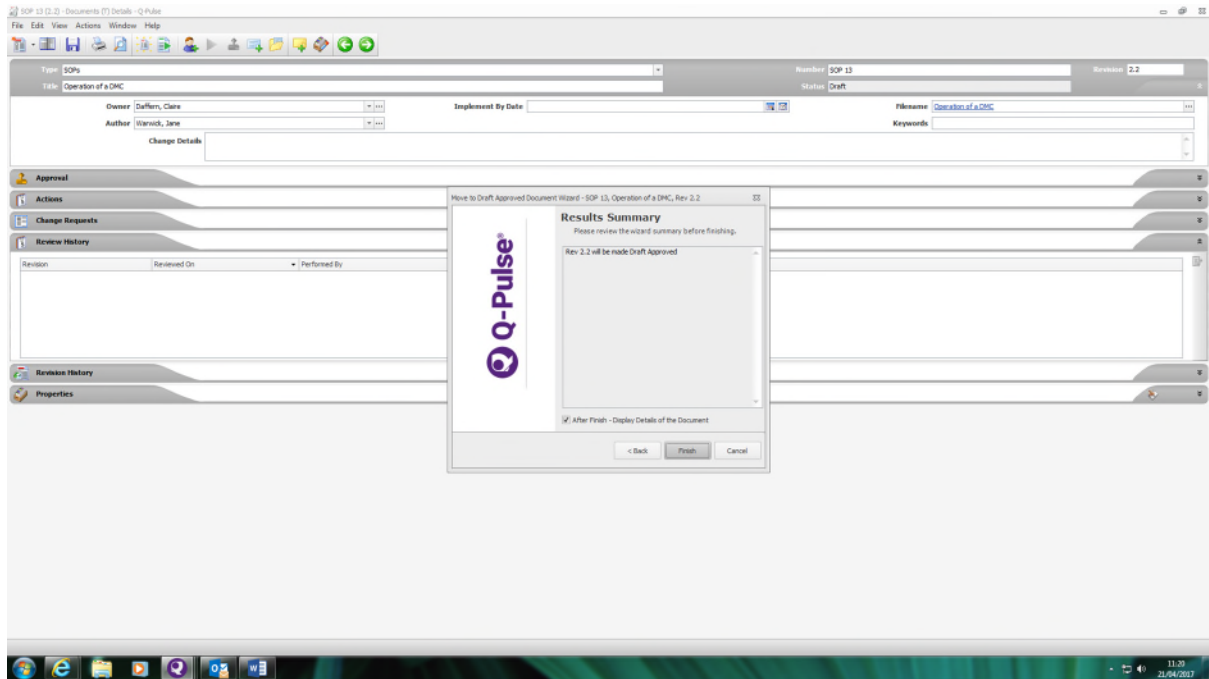 SOP 13 (2.2) - Documents (T) Details - Q-Pulse
File Edit View Actions Window Help
Type SOPs Number SOP 13 Revision 2.2
Title Operation of a DMC Status Draft
Owner Daffern, Claire Implement By Date Filename Operation of a DMC
Author Warwick, Jane Keywords
Change Details
Approval
Actions
Change Requests
Review History
Revision Reviewed On Performed By
Revision History
Properties
Move to Draft Approved Document Wizard - SOP 13, Operation of a DMC, Rev 2.2
Q-Pulse®
Results Summary
Please review the wizard summary before finishing.
Rev 2.2 will be made Draft Approved
After Finish - Display Details of the Document
< Back Finish Cancel
11:20
21/04/2017